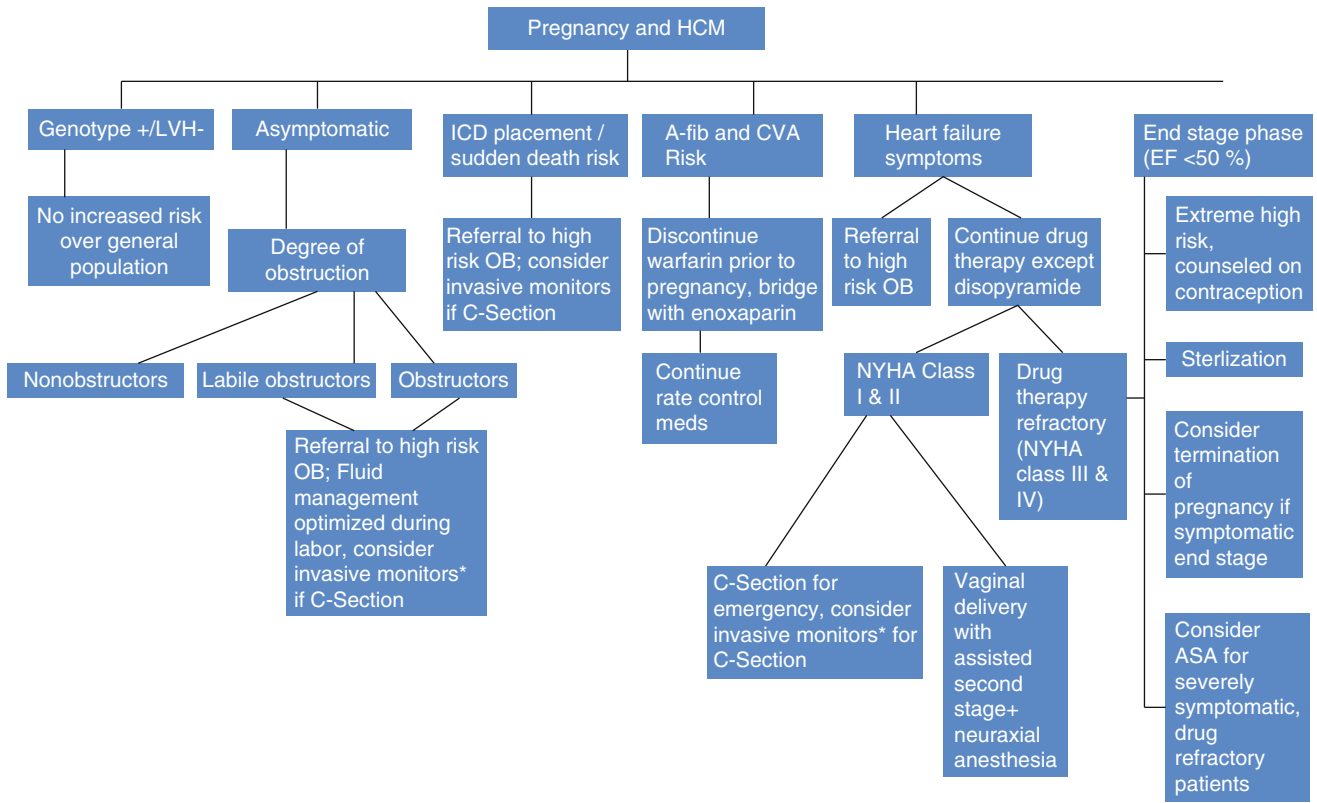 Pregnancy and HCM
Genotype +/LVH-
Asymptomatic
ICD placement /
sudden death risk
A-fib and CVA
Risk
Heart failure
symptoms
End stage phase
(EF <50 %)
No increased risk
over general
population
Degree of
obstruction
Referral to high
risk OB; consider
invasive monitors
if C-Section
Discontinue
warfarin prior to
pregnancy, bridge
with enoxaparin
Referral
to high
risk OB
Continue drug
therapy except
disopyramide
Extreme high
risk,
counseled on
contraception
Nonobstructors
Labile obstructors
Obstructors
Continue
rate control
meds
NYHA Class
I & II
Drug
therapy
refractory
(NYHA
class III &
IV)
Sterlization
Referral to high risk
OB; Fluid
management
optimized during
labor, consider
invasive monitors*
if C-Section
Consider
termination
of
pregnancy if
symptomatic
end stage
C-Section for
emergency, consider
invasive monitors* for
C-Section
Vaginal
delivery
with
assisted
second
stage+
neuraxial
anesthesia
Consider
ASA for
severely
symptomatic,
drug
refractory
patients